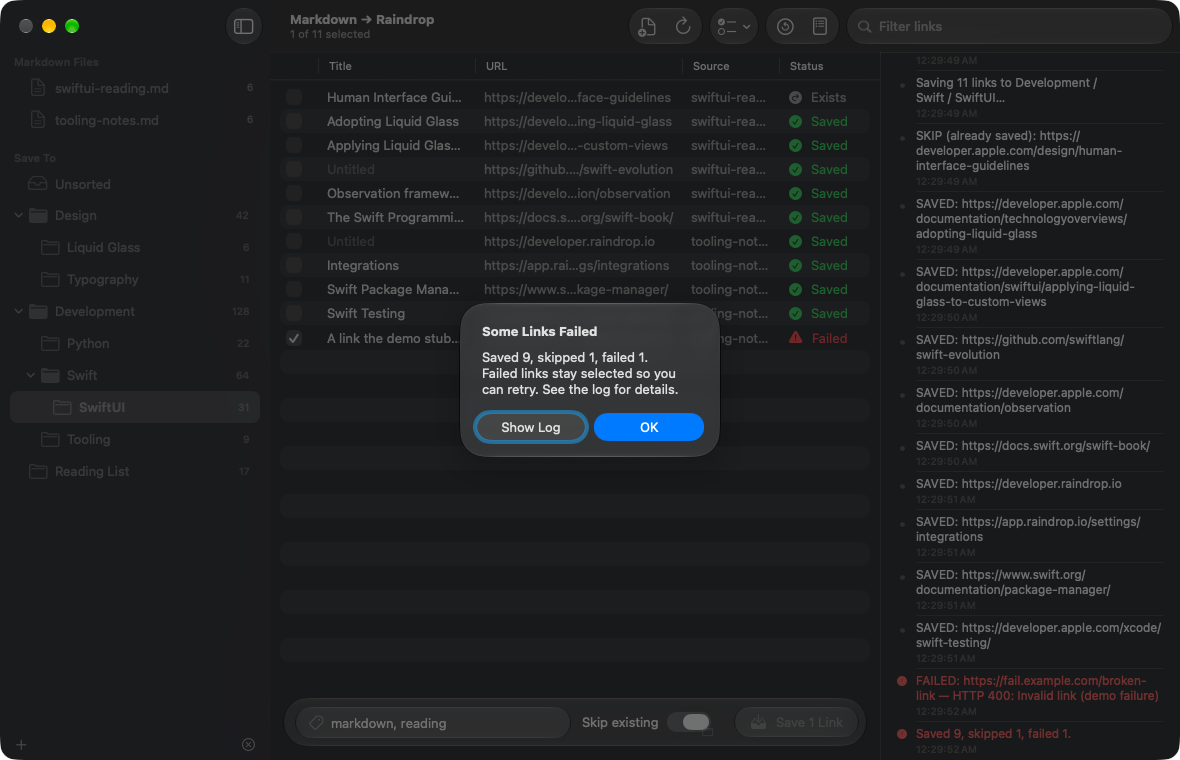 Markdown → Raindrop
1 of 11 selected
Filter links
Markdown Files
swiftui-reading.md 6
tooling-notes.md 6
Save To
Unsorted
Design 42
Liquid Glass 6
Typography 11
Development 128
Python 22
Swift 64
SwiftUI 31
Tooling 9
Reading List 17
Title URL Source Status
Human Interface Gui... https://develo...face-guidelines swiftui-rea... Exists
Adopting Liquid Glass https://develo...ing-liquid-glass swiftui-rea... Saved
Applying Liquid Glas... https://develo...-custom-views swiftui-rea... Saved
Untitled https://github..../swift-evolution swiftui-rea... Saved
Observation framew... https://develo...ion/observation swiftui-rea... Saved
The Swift Programmi... https://docs.s...org/swift-book/ swiftui-rea... Saved
Untitled https://developer.raindrop.io tooling-not... Saved
Integrations https://app.rai...gs/integrations tooling-not... Saved
Swift Package Mana... https://www.s...kage-manager/ tooling-not... Saved
Swift Testing ng-not... Saved
A link the demo stub... ng-not... Failed
Some Links Failed
Saved 9, skipped 1, failed 1.
Failed links stay selected so you
can retry. See the log for details.
Show Log OK
markdown, reading Skip existing Save 1 Link
12:29:49 AM
Saving 11 links to Development /
Swift / SwiftUI...
12:29:49 AM
SKIP (already saved): https://
developer.apple.com/design/human-
interface-guidelines
12:29:49 AM
SAVED: https://developer.apple.com/
documentation/technologyoverviews/
adopting-liquid-glass
12:29:49 AM
SAVED: https://developer.apple.com/
documentation/swiftui/applying-liquid-
glass-to-custom-views
12:29:50 AM
SAVED: https://github.com/swiftlang/
swift-evolution
12:29:50 AM
SAVED: https://developer.apple.com/
documentation/observation
12:29:50 AM
SAVED: https://docs.swift.org/swift-book/
12:29:50 AM
SAVED: https://developer.raindrop.io
12:29:51 AM
SAVED: https://app.raindrop.io/settings/
integrations
12:29:51 AM
SAVED: https://www.swift.org/
documentation/package-manager/
12:29:51 AM
SAVED: https://developer.apple.com/xcode/
swift-testing/
12:29:51 AM
FAILED: https://fail.example.com/broken-
link — HTTP 400: Invalid link (demo failure)
12:29:52 AM
Saved 9, skipped 1, failed 1.
12:29:52 AM